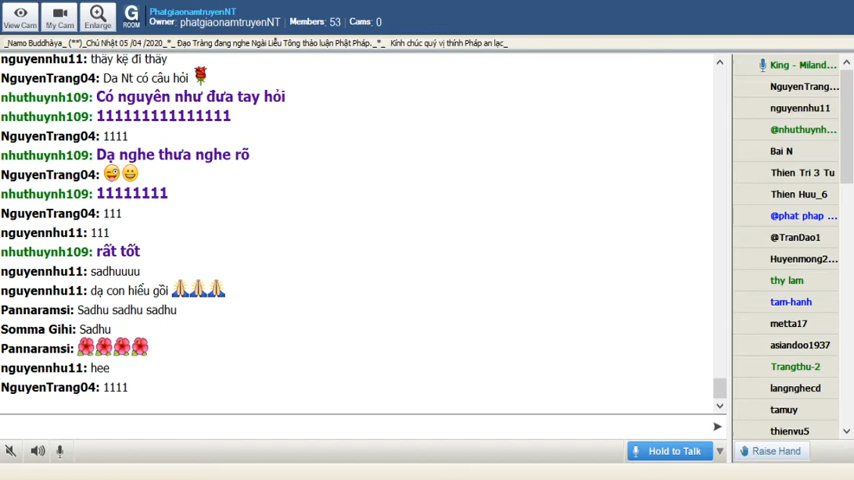 View Cam
My Cam
Enlarge
G
ROOM
PhatgiaonamtruyenNT
Owner: phatgiaonamtruyenNT | Members: 53 | Cams: 0
_Namo Buddhàya_ (**)_Chủ Nhật 05 /04 /2020_*_ Đạo Tràng đang nghe Ngài Liễu Tông thảo luận Phật Pháp._*_ Kính chúc quý vị thính Pháp an lạc_
nguyennhu11: thầy kệ đi thầy
NguyenTrang04: Da Nt có câu hỏi
nhuthuynh109: Có nguyên như đưa tay hỏi
nhuthuynh109: 111111111111111
NguyenTrang04: 1111
nhuthuynh109: Dạ nghe thưa nghe rõ
NguyenTrang04:
nhuthuynh109: 11111111
NguyenTrang04: 111
nguyennhu11: 111
nhuthuynh109: rất tốt
nguyennhu11: sadhuuuu
nguyennhu11: dạ con hiểu gồi
Pannaramsi: Sadhu sadhu sadhu
Somma Gihi: Sadhu
Pannaramsi:
nguyennhu11: hee
NguyenTrang04: 1111
King - Miland...
NguyenTrang...
nguyennhu11
@nhuthuynh...
Bai N
Thien Tri 3 Tu
Thien Huu_6
@phat phap ...
@TranDao1
Huyenmong2...
thy lam
tam-hanh
metta17
asiandoo1937
Trangthu-2
langnghecd
tamuy
thienvu5
Hold to Talk
Raise Hand